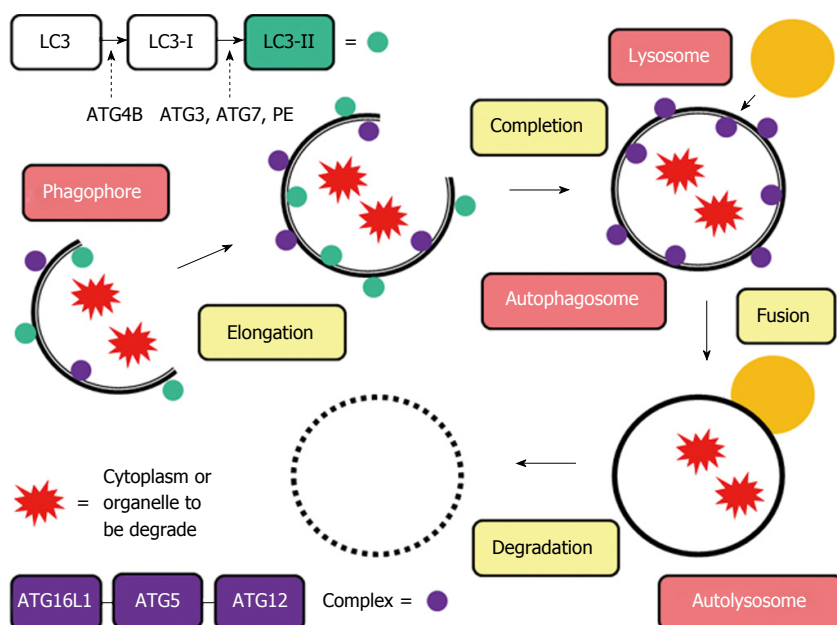 LC3
LC3-I
LC3-II
=
ATG4B
ATG3, ATG7, PE
Lysosome
Completion
Phagophore
Autophagosome
Elongation
Fusion
=
Cytoplasm or
organelle to
be degrade
Degradation
ATG16L1
ATG5
ATG12
Complex =
Autolysosome